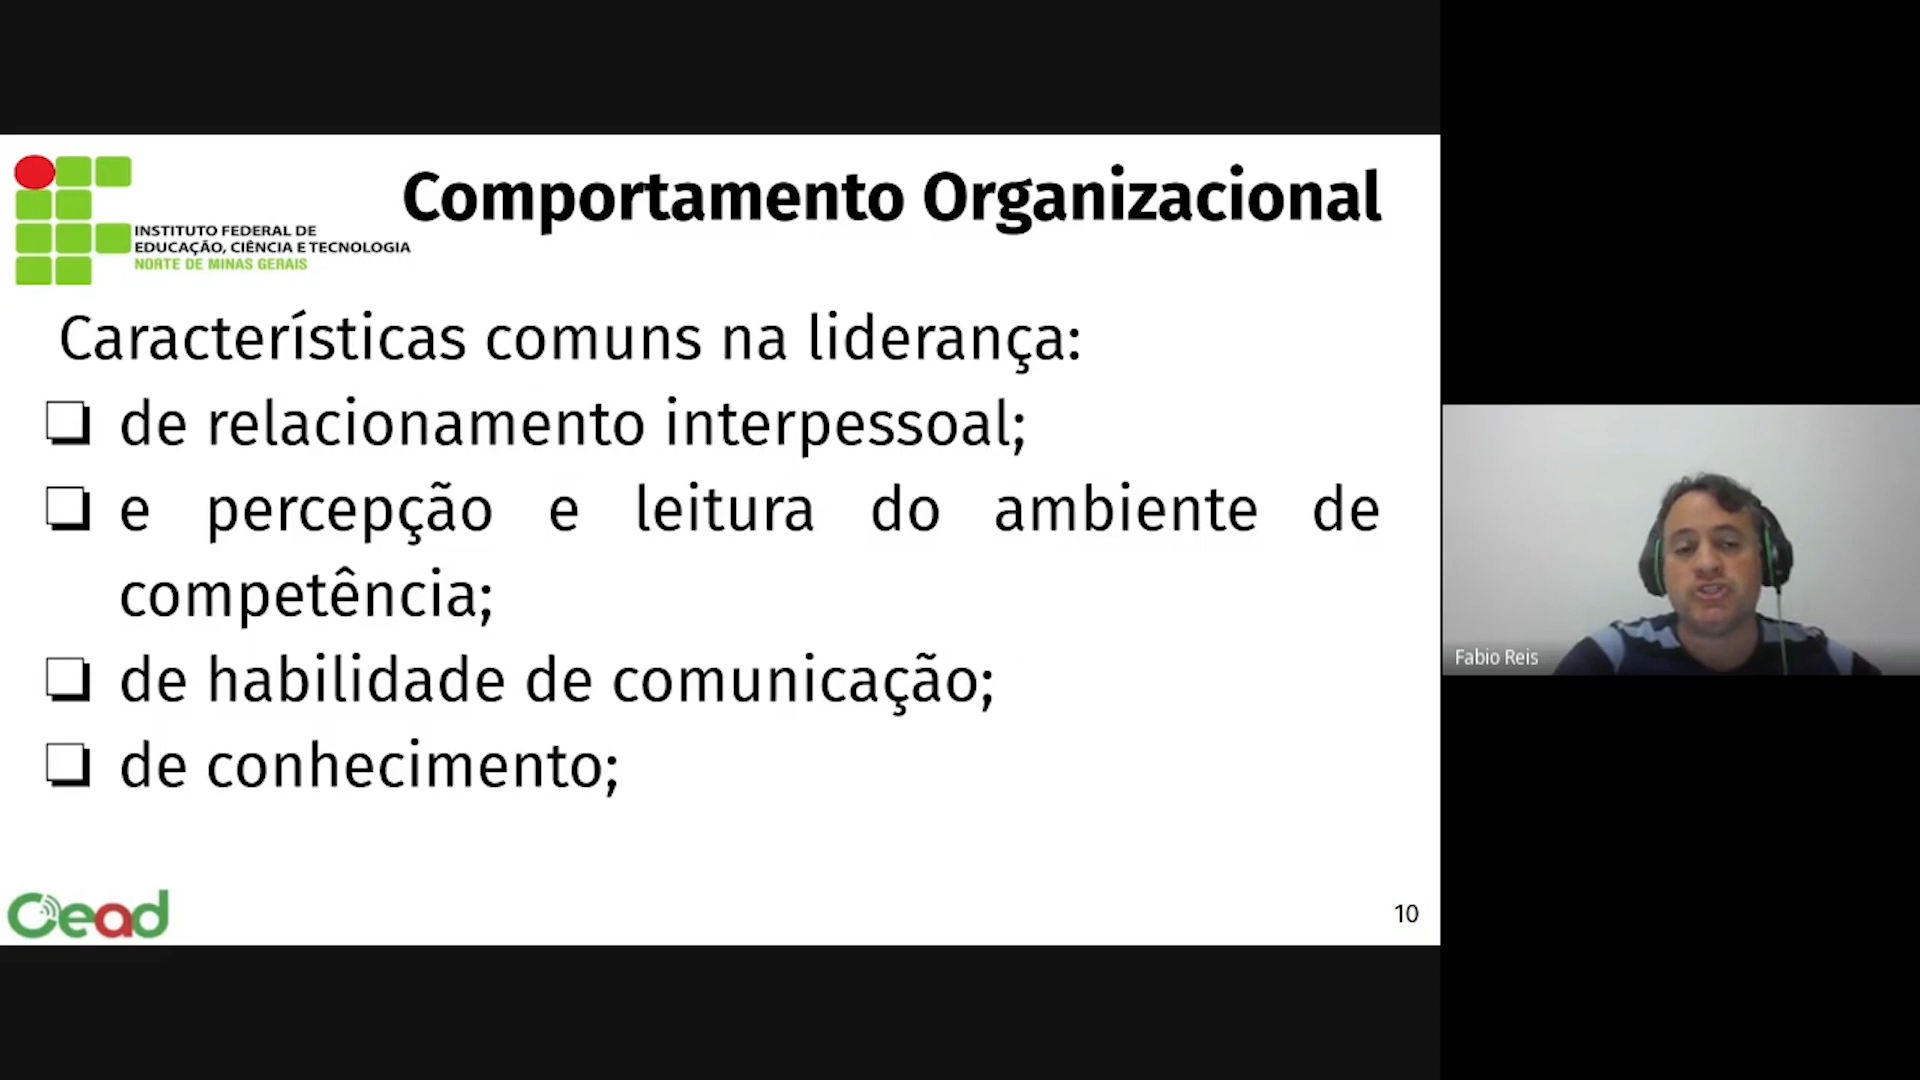 Comportamento Organizacional
INSTITUTO FEDERAL DE
EDUCAÇÃO, CIÊNCIA E TECNOLOGIA
NORTE DE MINAS GERAIS
Características comuns na liderança:
❑ de relacionamento interpessoal;
❑ e percepção e leitura do ambiente de
competência;
❑ de habilidade de comunicação;
❑ de conhecimento;
Fabio Reis
Cead
10